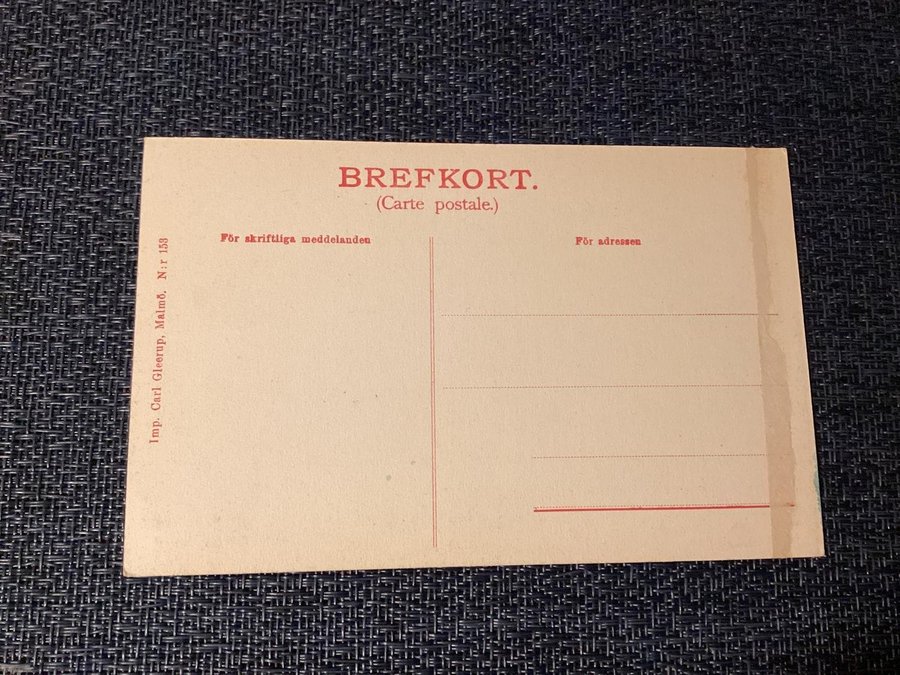 BREFKORT.
(Carte postale.)
För skriftliga meddelanden
För adressen
Imp. Carl Gleerup, Malmö. N:r 153